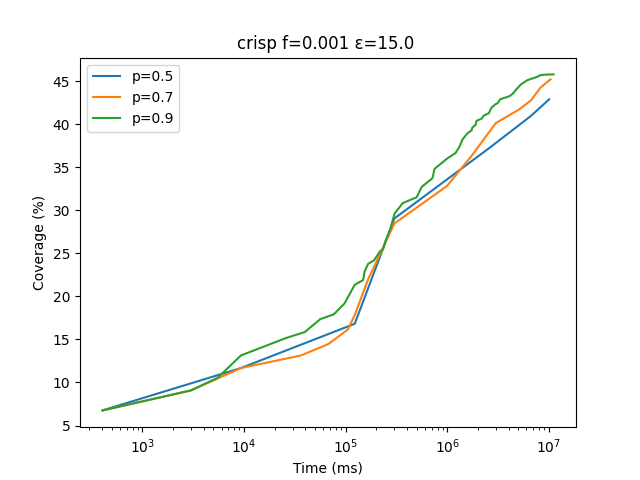 crisp f=0.001 ε=15.0
p=0.5
p=0.7
p=0.9
Coverage (%)
45
40
35
30
25
20
15
10
5
10³
10⁴
10⁵
10⁶
10⁷
Time (ms)